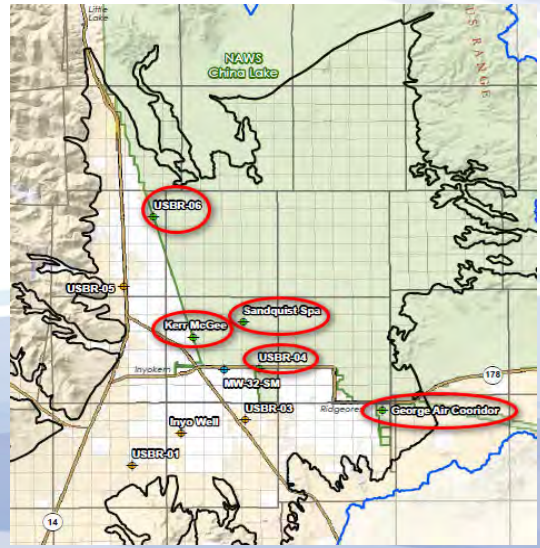 Little
Lake
NAWS
China Lake
US RANGE
USBR-06
USBR-05
Sandquist Spa
Kerr McGee
USBR-04
Inyokern
MW-32-SM
178
Ridgecres
George Air Cooridor
USBR-03
Inyo Well
USBR-01
14